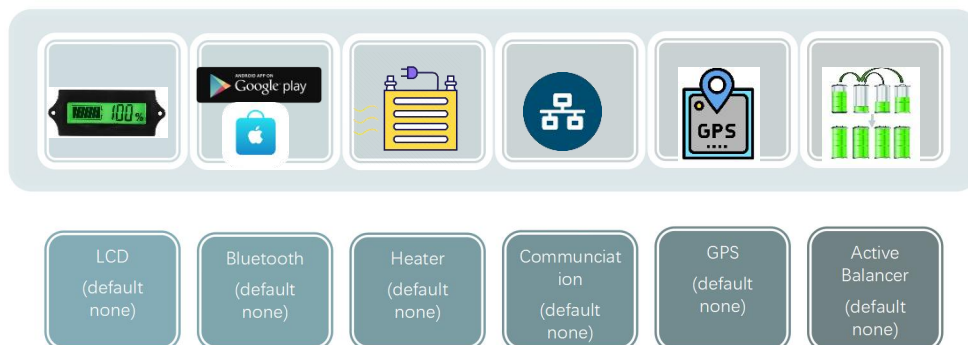 100%
ANDROID APP ON
Google play
GPS
LCD
(default
none)
Bluetooth
(default
none)
Heater
(default
none)
Communciat
ion
(default
none)
GPS
(default
none)
Active
Balancer
(default
none)